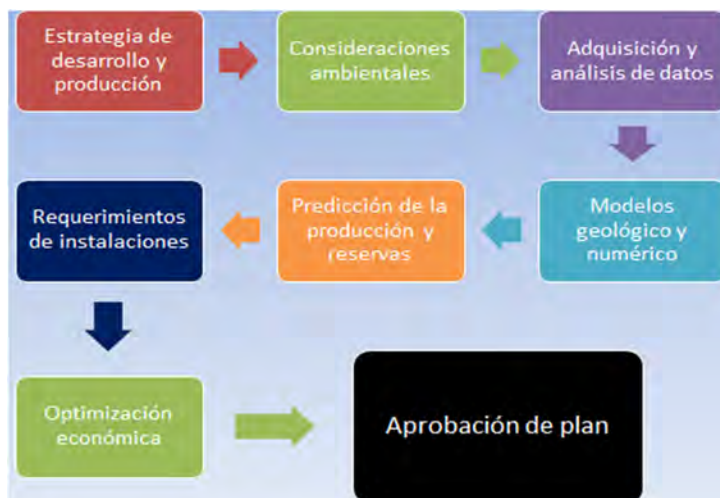 Estrategia de
desarrollo y
producción
Consideraciones
ambientales
Adquisición y
análisis de datos
Modelos
geológico y
numérico
Predicción de la
producción y
reservas
Requerimientos
de instalaciones
Optimización
económica
Aprobación de plan